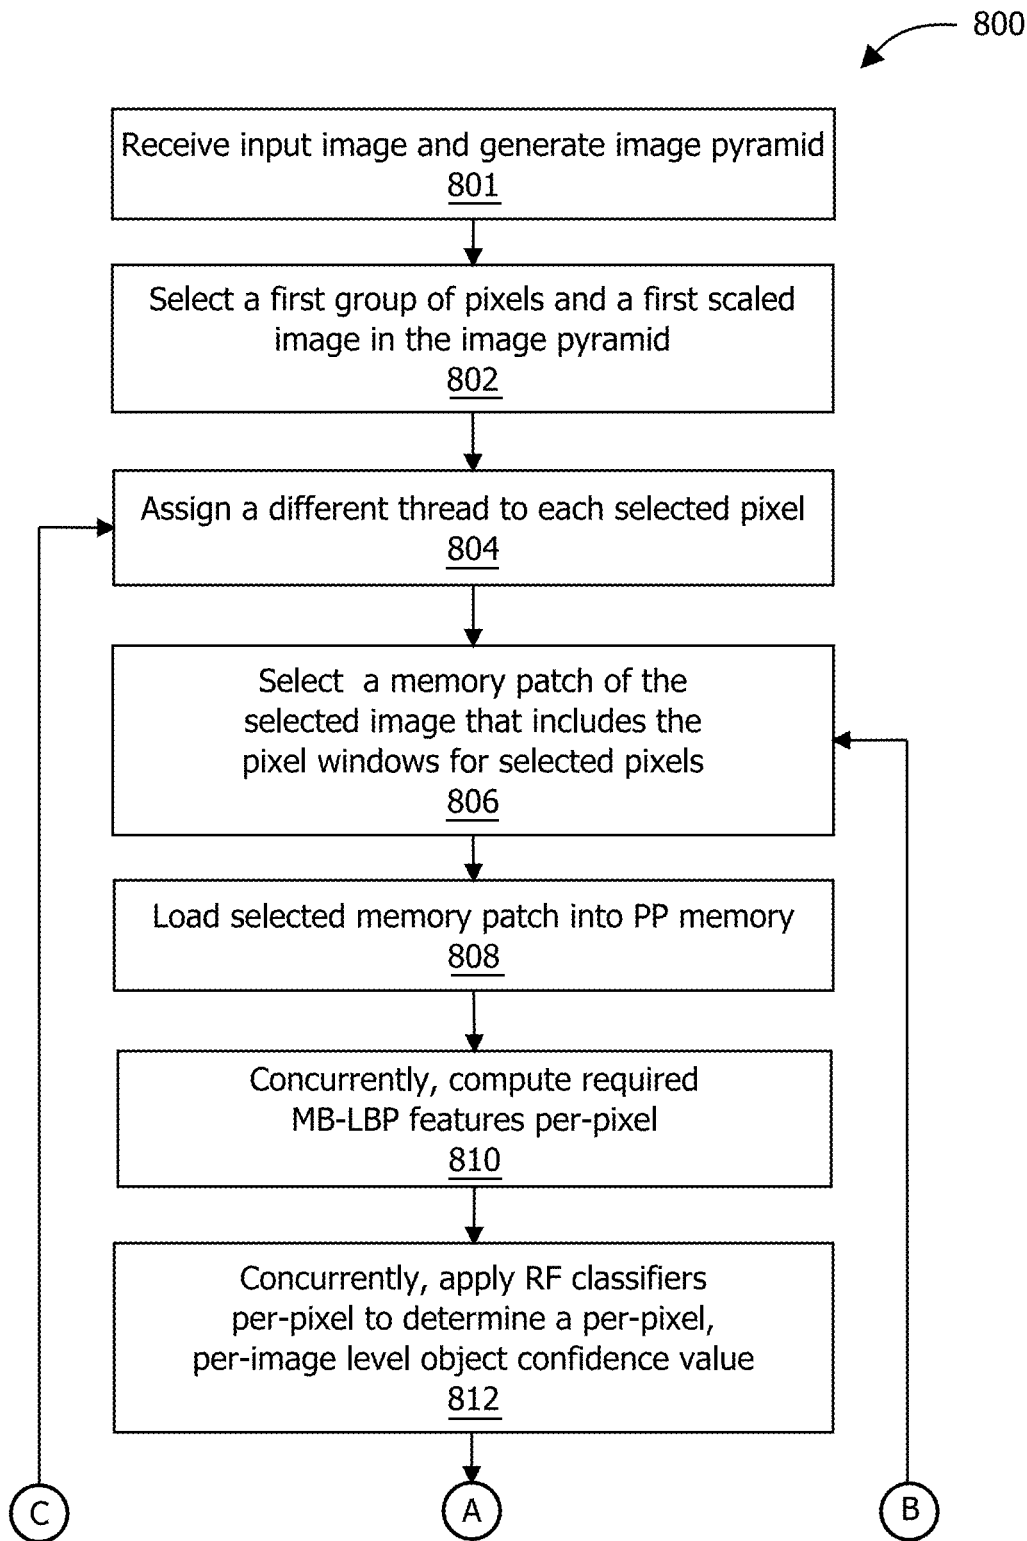 800
Receive input image and generate image pyramid
801
Select a first group of pixels and a first scaled
image in the image pyramid
802
Assign a different thread to each selected pixel
804
Select a memory patch of the
selected image that includes the
pixel windows for selected pixels
806
Load selected memory patch into PP memory
808
Concurrently, compute required
MB-LBP features per-pixel
810
Concurrently, apply RF classifiers
per-pixel to determine a per-pixel,
per-image level object confidence value
812
C
A
B